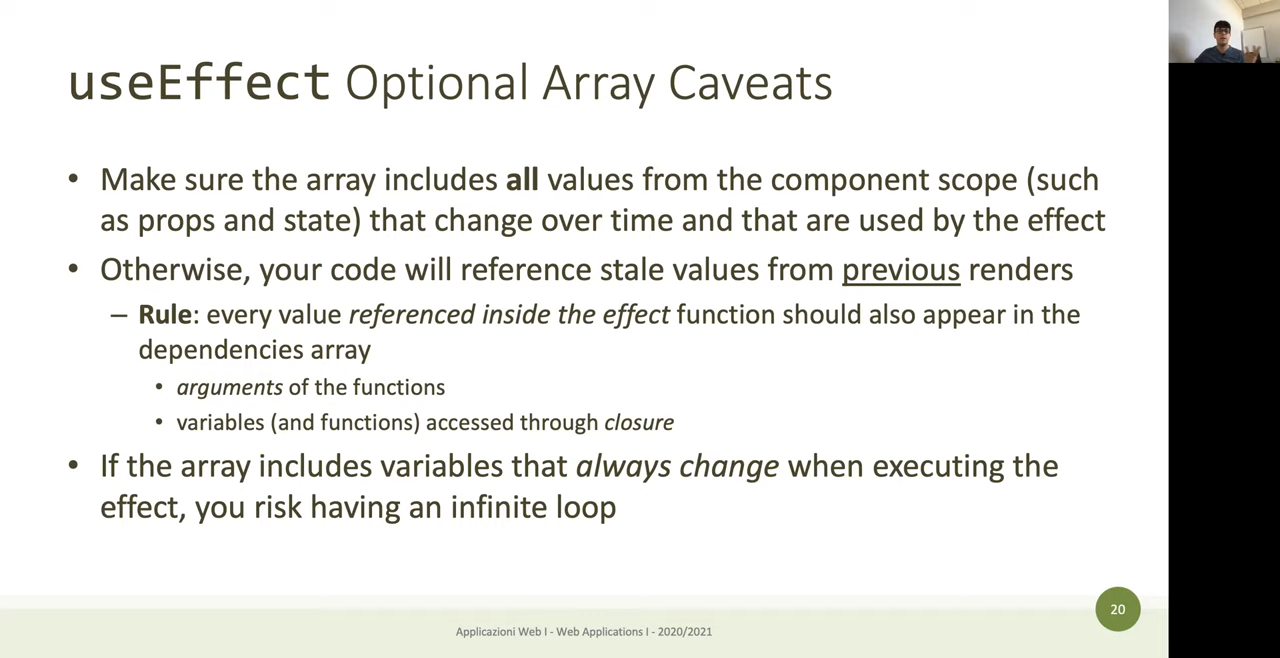 useEffect Optional Array Caveats
• Make sure the array includes all values from the component scope (such
as props and state) that change over time and that are used by the effect
• Otherwise, your code will reference stale values from previous renders
– Rule: every value referenced inside the effect function should also appear in the
dependencies array
• arguments of the functions
• variables (and functions) accessed through closure
• If the array includes variables that always change when executing the
effect, you risk having an infinite loop
20
Applicazioni Web I - Web Applications I - 2020/2021